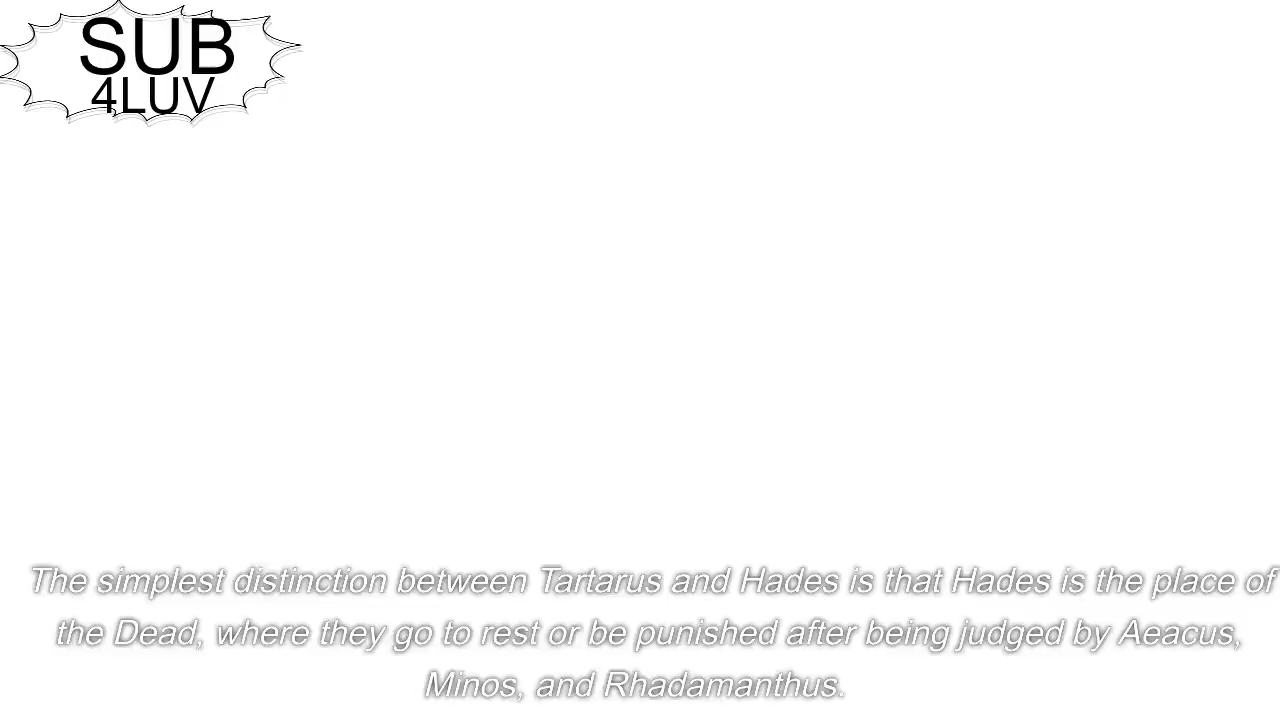 SUB
4LUV
The simplest distinction between Tartarus and Hades is that Hades is the place of
the Dead, where they go to rest or be punished after being judged by Aeacus,
Minos, and Rhadamanthus.